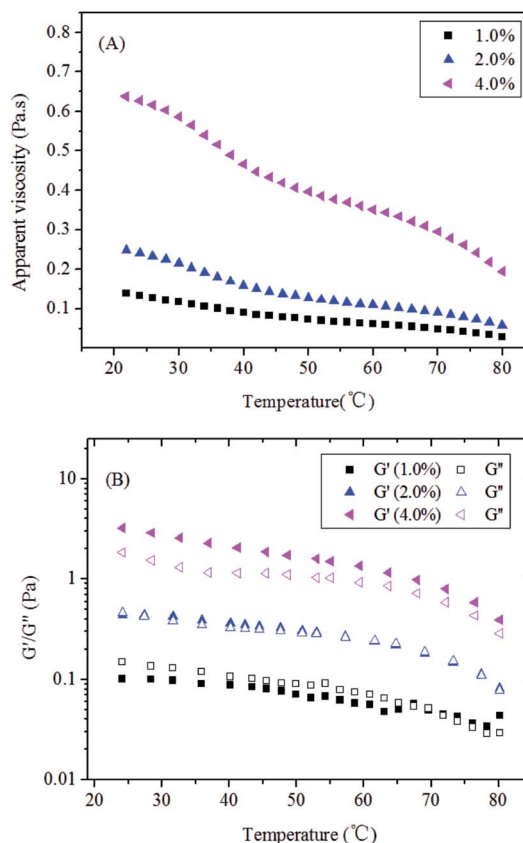 (A)
1.0%
2.0%
4.0%
0.8
0.7
0.6
0.5
0.4
0.3
0.2
0.1
Apparent viscosity (Pa.s)
20 30 40 50 60 70 80
Temperature(℃)
(B)
G' (1.0%) G"
G' (2.0%) G"
G' (4.0%) G"
10
1
0.1
0.01
G'/G" (Pa)
20 30 40 50 60 70 80
Temperature (℃)